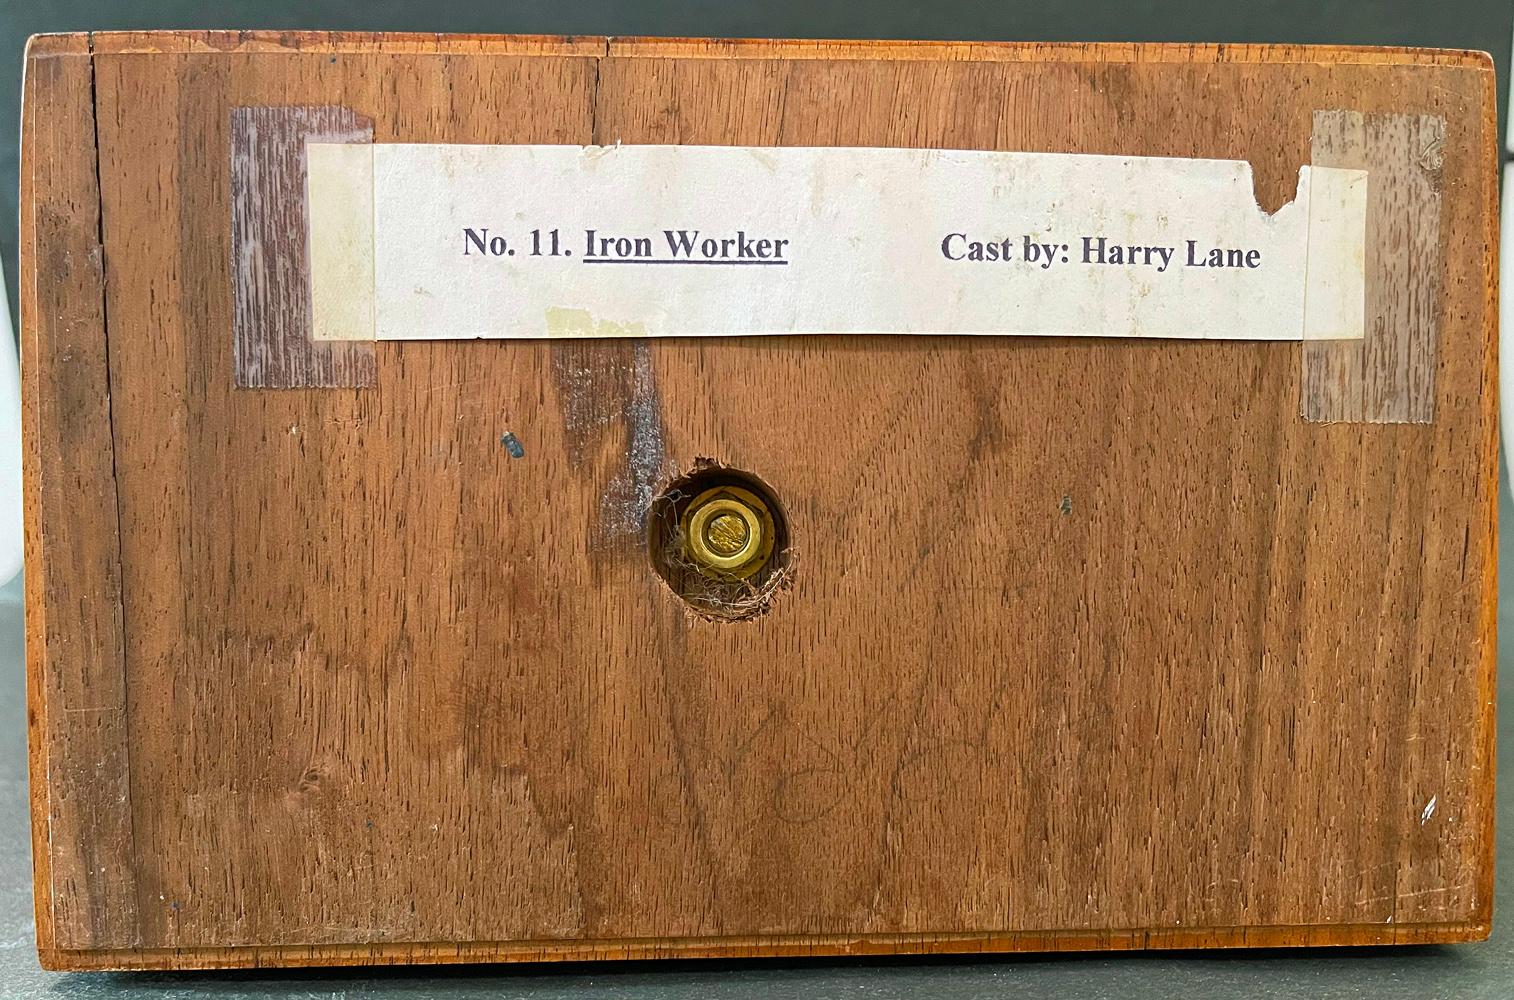 No. 11. Iron Worker Cast by: Harry Lane